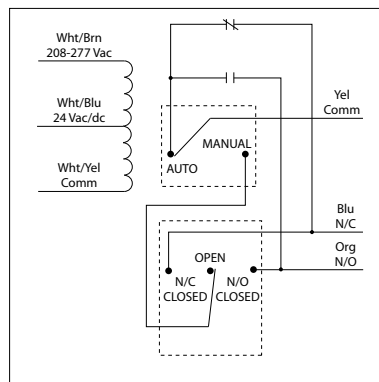 Wht/Brn
208-277 Vac
Wht/Blu
24 Vac/dc
Wht/Yel
Comm
Yel
Comm
MANUAL
AUTO
Blu
N/C
Org
N/O
OPEN
N/C
CLOSED
N/O
CLOSED